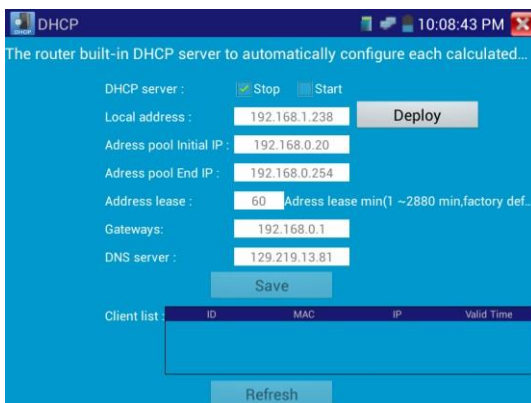 DHCP 10:08:43 PM
The router built-in DHCP server to automatically configure each calculated...
DHCP server : Stop Start
Local address : 192.168.1.238 Deploy
Adress pool Initial IP : 192.168.0.20
Adress pool End IP : 192.168.0.254
Address lease : 60 Adress lease min(1 ~2880 min,factory def..
Gateways: 192.168.0.1
DNS server : 129.219.13.81
Save
Client list : ID MAC IP Valid Time
Refresh